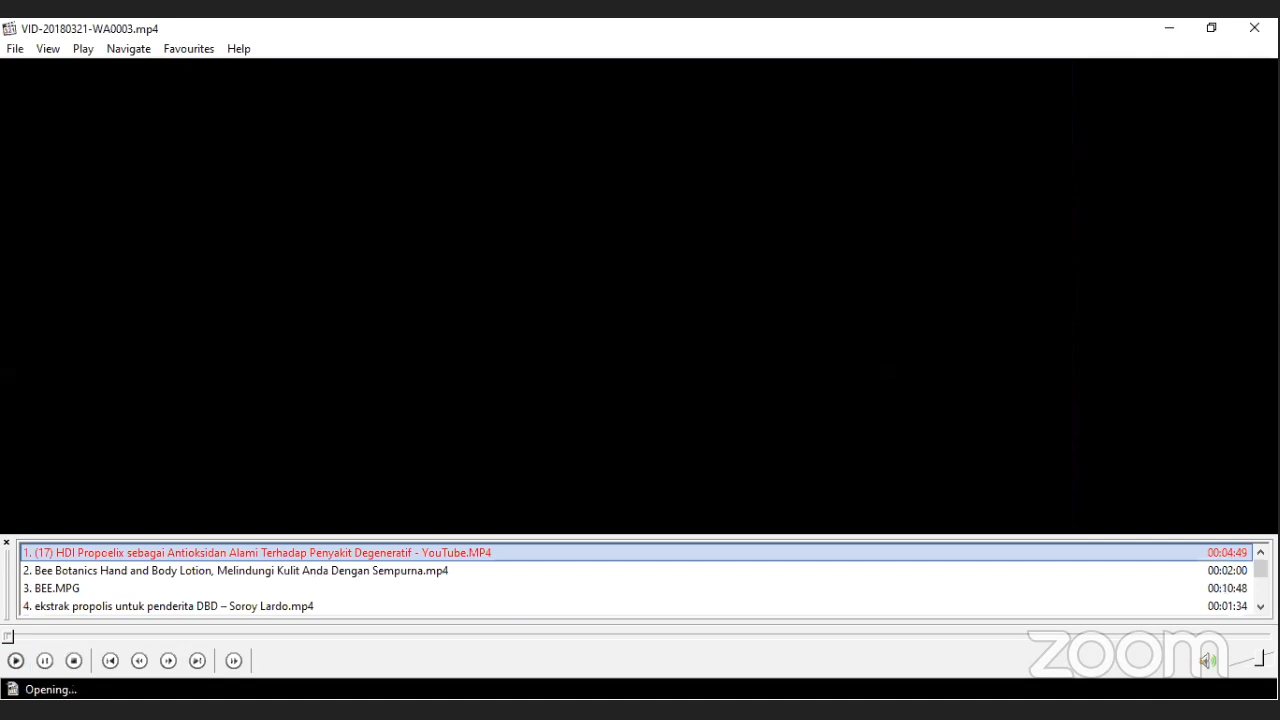 VID-20180321-WA0003.mp4
File View Play Navigate Favourites Help
1. (17) HDI Propoelix sebagai Antioksidan Alami Terhadap Penyakit Degeneratif - YouTube.MP4 00:04:49
2. Bee Botanics Hand and Body Lotion, Melindungi Kulit Anda Dengan Sempurna.mp4 00:02:00
3. BEE.MPG 00:10:48
4. ekstrak propolis untuk penderita DBD – Soroy Lardo.mp4 00:01:34
zoom
Opening...